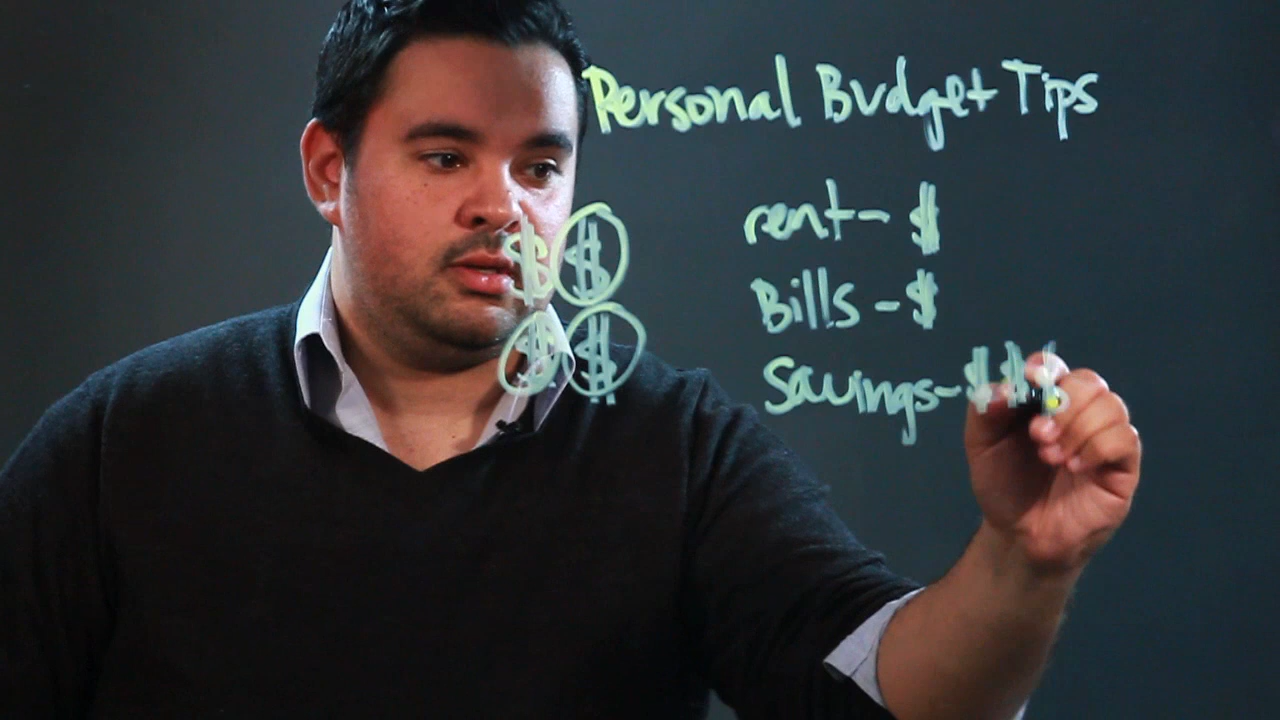 Personal Budget Tips
rent- $
$ $
Bills - $
$ $
Savings- $ $ $